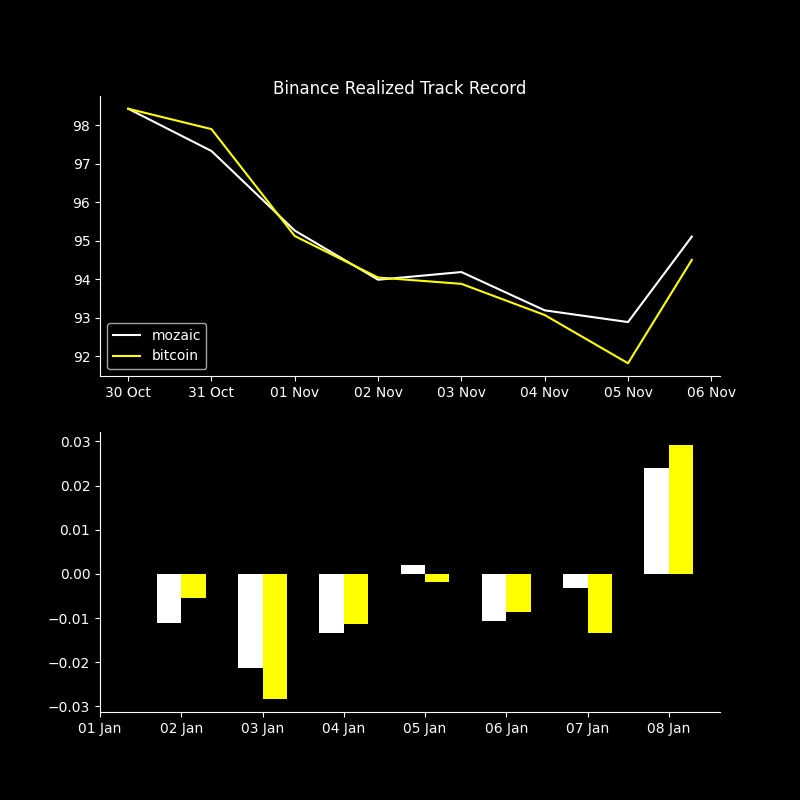 Binance Realized Track Record
98
97
96
95
94
93
92
mozaic
bitcoin
30 Oct 31 Oct 01 Nov 02 Nov 03 Nov 04 Nov 05 Nov 06 Nov
0.03
0.02
0.01
0.00
−0.01
−0.02
−0.03
01 Jan 02 Jan 03 Jan 04 Jan 05 Jan 06 Jan 07 Jan 08 Jan